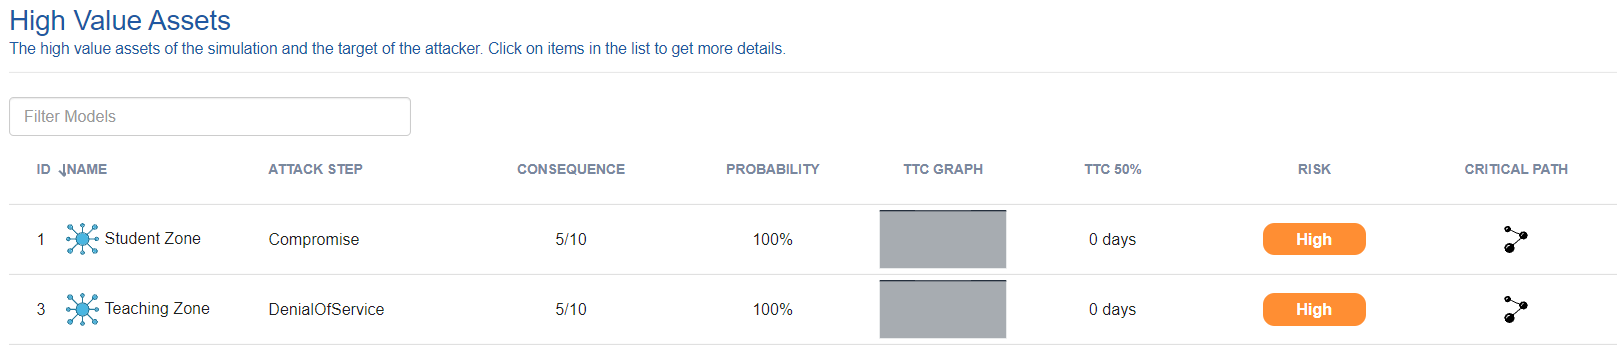 High Value Assets
The high value assets of the simulation and the target of the attacker. Click on items in the list to get more details.
Filter Models
ID NAME ATTACK STEP CONSEQUENCE PROBABILITY TTC GRAPH TTC 50% RISK CRITICAL PATH
1 Student Zone Compromise 5/10 100% 0 days High
3 Teaching Zone DenialOfService 5/10 100% 0 days High